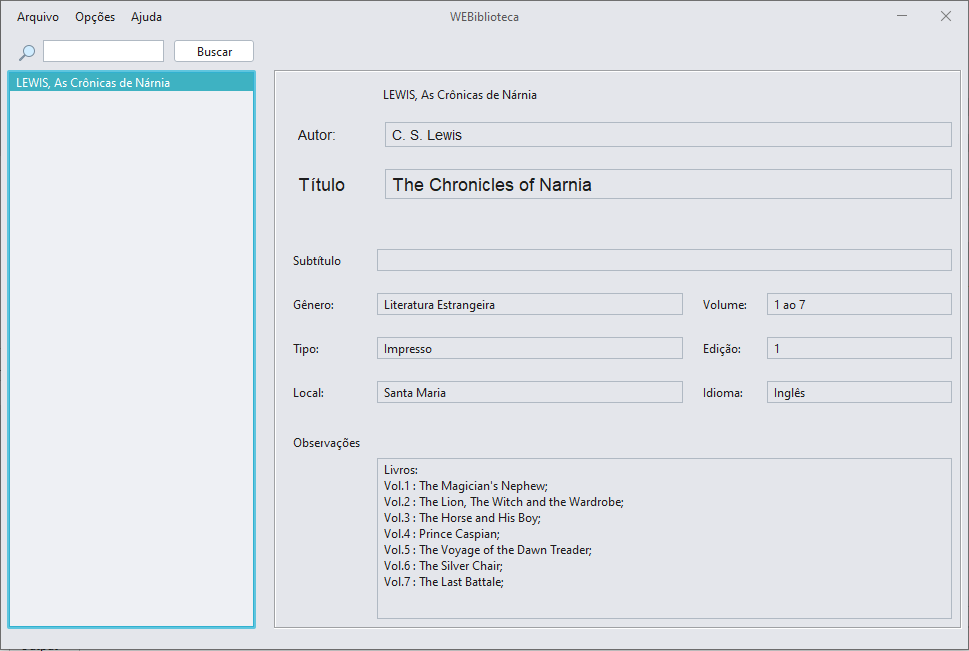 Arquivo Opções Ajuda WEBiblioteca
Buscar
LEWIS, As Crônicas de Nárnia
LEWIS, As Crônicas de Nárnia
Autor: C. S. Lewis
Título The Chronicles of Narnia
Subtítulo
Gênero: Literatura Estrangeira Volume: 1 ao 7
Tipo: Impresso Edição: 1
Local: Santa Maria Idioma: Inglês
Observações
Livros:
Vol.1 : The Magician's Nephew;
Vol.2 : The Lion, The Witch and the Wardrobe;
Vol.3 : The Horse and His Boy;
Vol.4 : Prince Caspian;
Vol.5 : The Voyage of the Dawn Treader;
Vol.6 : The Silver Chair;
Vol.7 : The Last Battale;